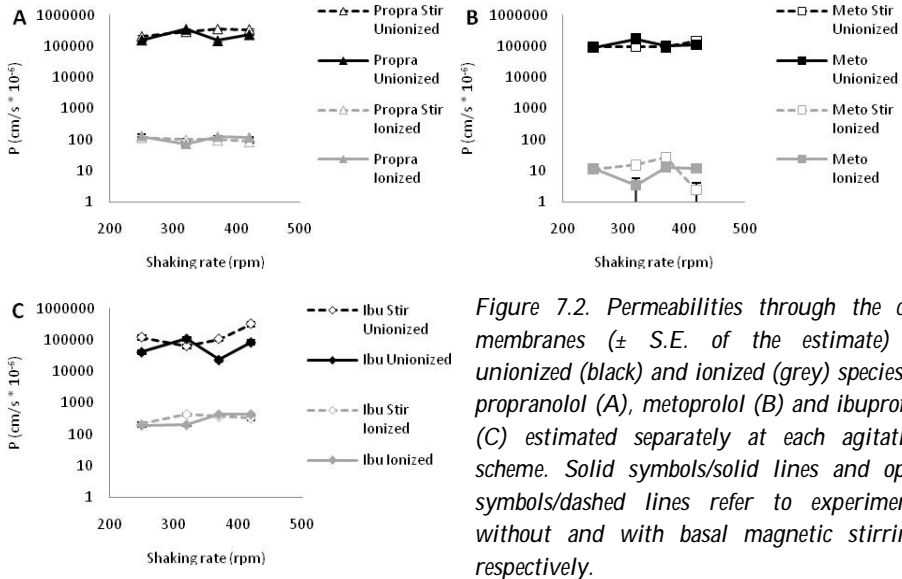 A
P (cm/s * 10-6)
1000000
100000
10000
1000
100
10
1
200 300 400 500
Shaking rate (rpm)
Propra Stir
Unionized
Propra
Unionized
Propra Stir
Ionized
Propra
Ionized
B
P (cm/s * 10-6)
1000000
100000
10000
1000
100
10
1
200 300 400 500
Shaking rate (rpm)
Meto Stir
Unionized
Meto
Unionized
Meto Stir
Ionized
Meto
Ionized
C
P (cm/s * 10-6)
1000000
100000
10000
1000
100
10
1
200 300 400 500
Shaking rate (rpm)
Ibu Stir
Unionized
Ibu Unionized
Ibu Stir
Ionized
Ibu Ionized
Figure 7.2. Permeabilities through the
membranes (± S.E. of the estimate)
unionized (black) and ionized (grey) species
propranolol (A), metoprolol (B) and ibuprof
(C) estimated separately at each agitati
scheme. Solid symbols/solid lines and op
symbols/dashed lines refer to experimen
without and with basal magnetic stirrin
respectively.